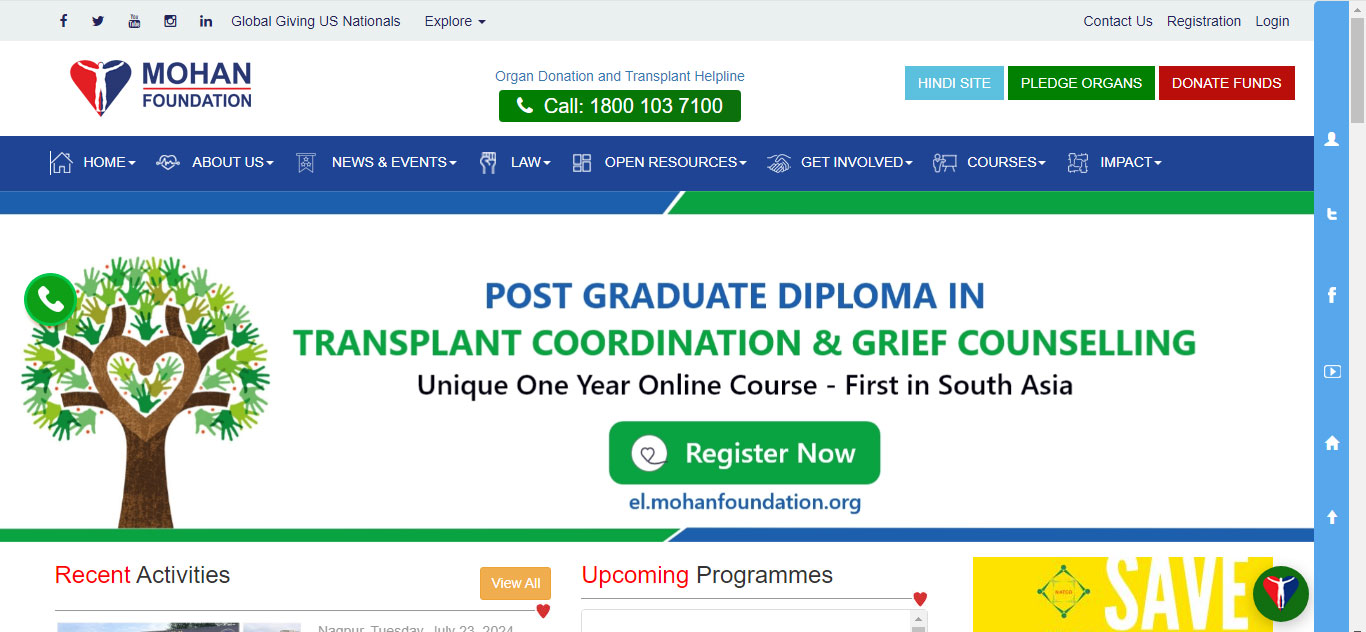 Global Giving US Nationals Explore Contact Us Registration Login
MOHAN
FOUNDATION
Organ Donation and Transplant Helpline
Call: 1800 103 7100
HINDI SITE PLEDGE ORGANS DONATE FUNDS
HOME ABOUT US NEWS & EVENTS LAW OPEN RESOURCES GET INVOLVED COURSES IMPACT
POST GRADUATE DIPLOMA IN
TRANSPLANT COORDINATION & GRIEF COUNSELLING
Unique One Year Online Course - First in South Asia
Register Now
el.mohanfoundation.org
Recent Activities
View All
Upcoming Programmes
Nagpur, Tuesday, July 23, 2024
SAVE